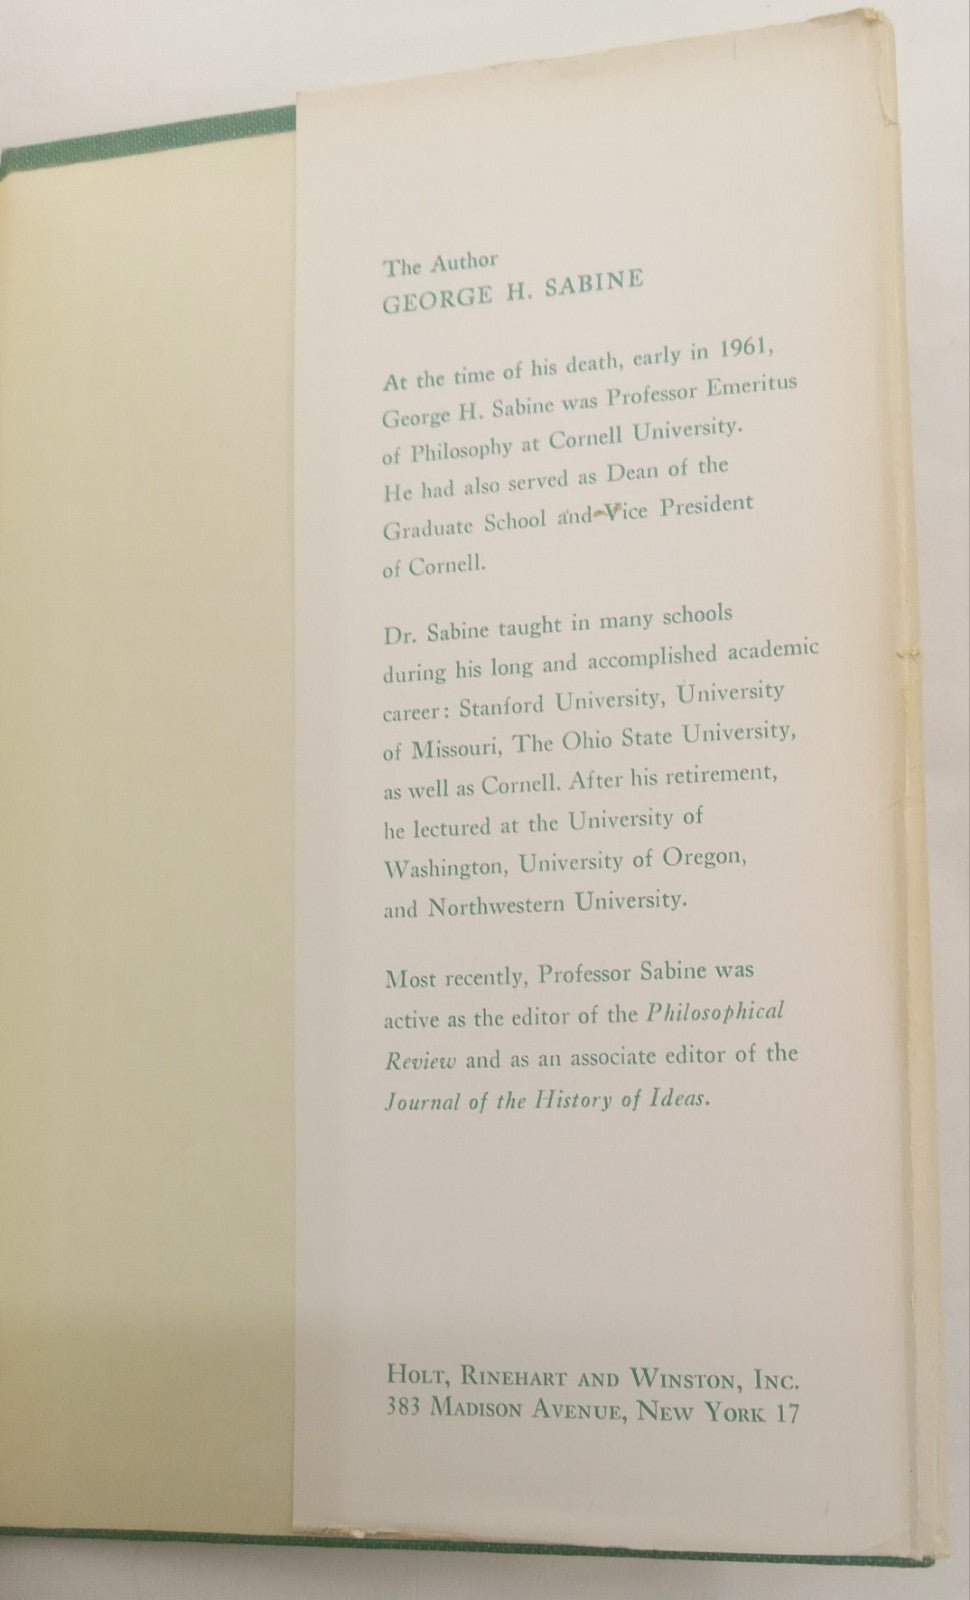 The Author
GEORGE H. SABINE
At the time of his death, early in 1961,
George H. Sabine was Professor Emeritus
of Philosophy at Cornell University.
He had also served as Dean of the
Graduate School and Vice President
of Cornell.
Dr. Sabine taught in many schools
during his long and accomplished academic
career: Stanford University, University
of Missouri, The Ohio State University,
as well as Cornell. After his retirement,
he lectured at the University of
Washington, University of Oregon,
and Northwestern University.
Most recently, Professor Sabine was
active as the editor of the Philosophical
Review and as an associate editor of the
Journal of the History of Ideas.
HOLT, RINEHART AND WINSTON, INC.
383 MADISON AVENUE, NEW YORK 17